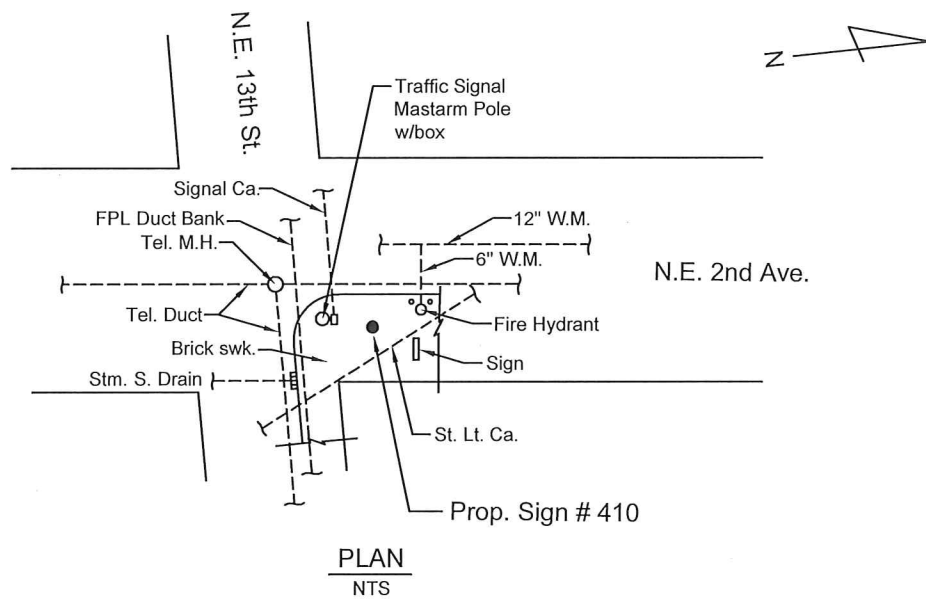 N.E. 13th St.
N
Traffic Signal
Mastarm Pole
w/box
Signal Ca.
FPL Duct Bank
Tel. M.H.
12" W.M.
6" W.M.
N.E. 2nd Ave.
Tel. Duct
Fire Hydrant
Brick swk.
Sign
Stm. S. Drain
St. Lt. Ca.
Prop. Sign # 410
PLAN
NTS